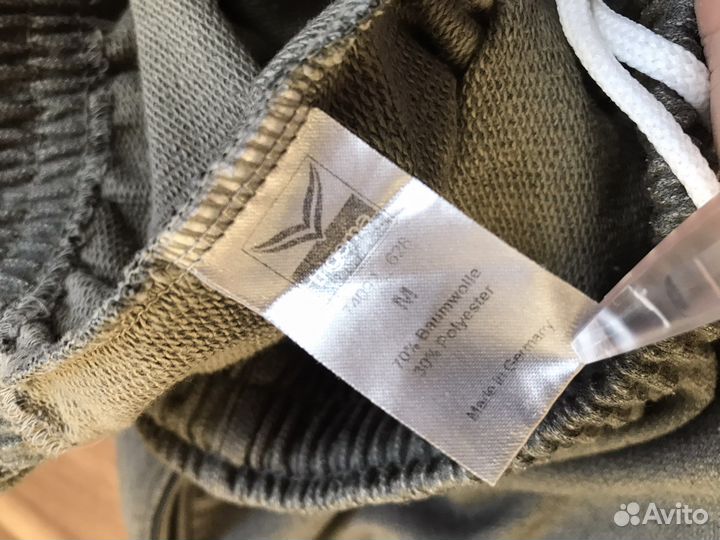 M
70% Baumwolle
30% Polyester
Made in Germany
Avito